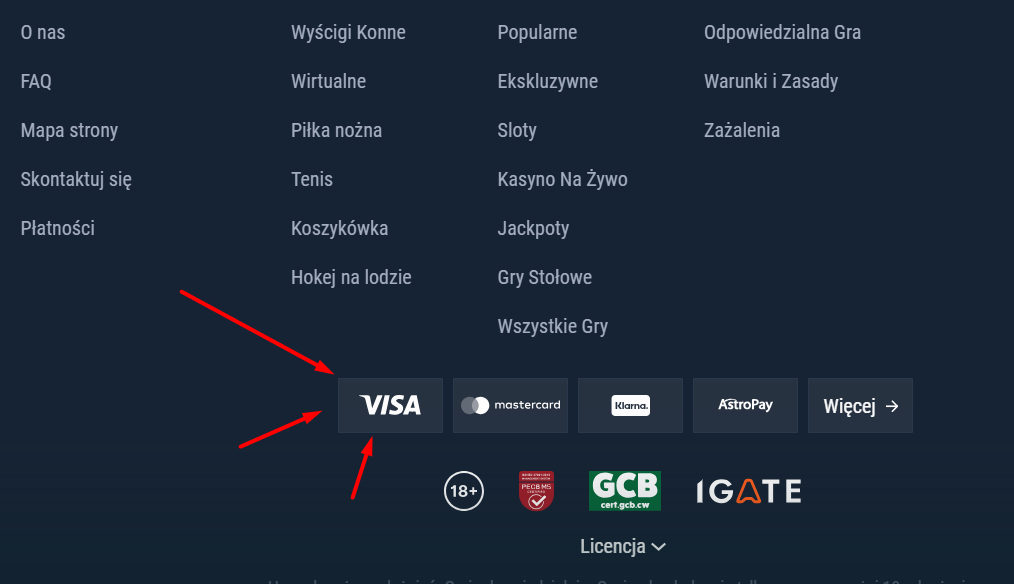 O nas
FAQ
Mapa strony
Skontaktuj się
Płatności
Wyścigi Konne
Wirtualne
Piłka nożna
Tenis
Koszykówka
Hokej na lodzie
Popularne
Ekskluzywne
Sloty
Kasyno Na Żywo
Jackpoty
Gry Stołowe
Wszystkie Gry
Odpowiedzialna Gra
Warunki i Zasady
Zażalenia
VISA
mastercard
Klarna.
AstroPay
Więcej →
18+
PECB MS
GCB
cert.gcb.cw
IGATE
Licencja